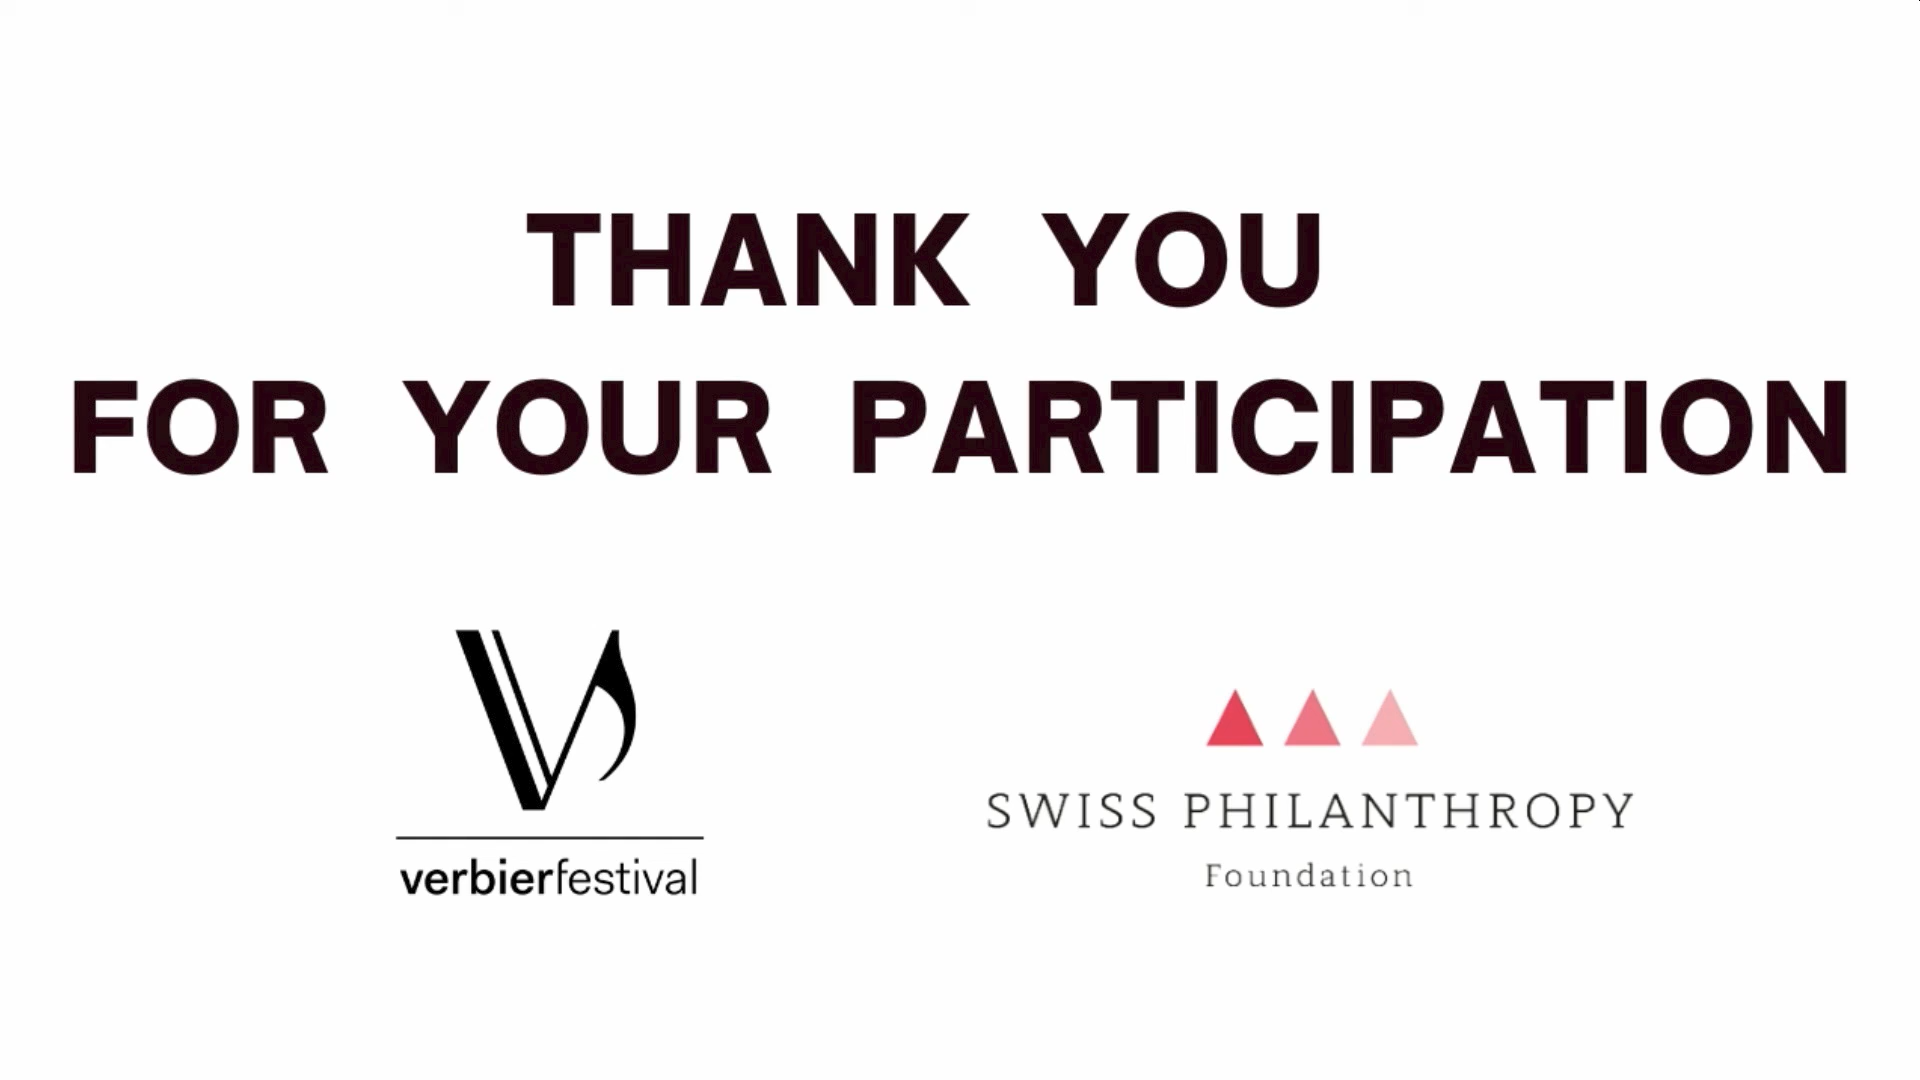 THANK YOU
FOR YOUR PARTICIPATION
verbierfestival
SWISS PHILANTHROPY
Foundation